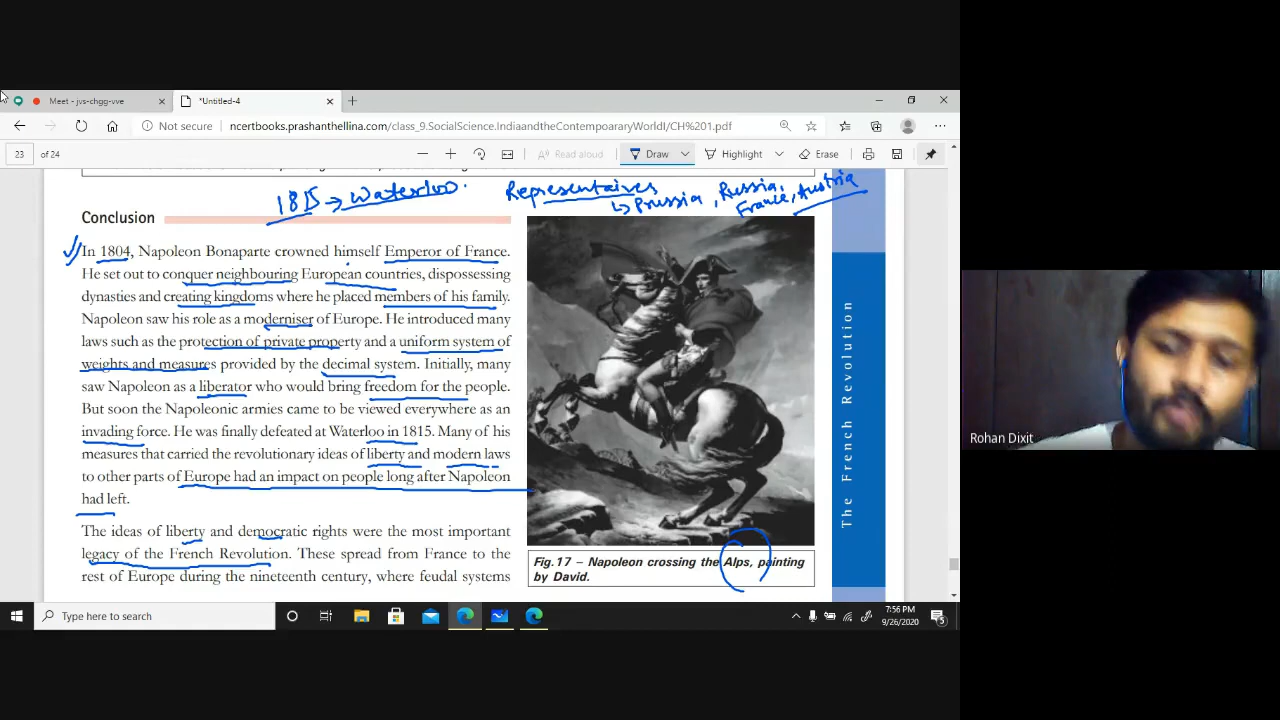 Meet - jvs-chgg-vve
*Untitled-4
Not secure
ncertbooks.prashanthellina.com/class_9.SocialScience.IndiaandtheContempoararyWorldI/CH%201.pdf
23 of 24
Read aloud
Draw
Highlight
Erase
1815 → Waterloo.
Representaives
↳ Prussia, Russia,
France, Austria
Conclusion
In 1804, Napoleon Bonaparte crowned himself Emperor of France.
He set out to conquer neighbouring European countries, dispossessing
dynasties and creating kingdoms where he placed members of his family.
Napoleon saw his role as a moderniser of Europe. He introduced many
laws such as the protection of private property and a uniform system of
weights and measures provided by the decimal system. Initially, many
saw Napoleon as a liberator who would bring freedom for the people.
But soon the Napoleonic armies came to be viewed everywhere as an
invading force. He was finally defeated at Waterloo in 1815. Many of his
measures that carried the revolutionary ideas of liberty and modern laws
to other parts of Europe had an impact on people long after Napoleon
had left.
The ideas of liberty and democratic rights were the most important
legacy of the French Revolution. These spread from France to the
rest of Europe during the nineteenth century, where feudal systems
Fig.17 – Napoleon crossing the Alps, painting
by David.
The French Revolution
Rohan Dixit
Type here to search
7:56 PM
9/26/2020
5